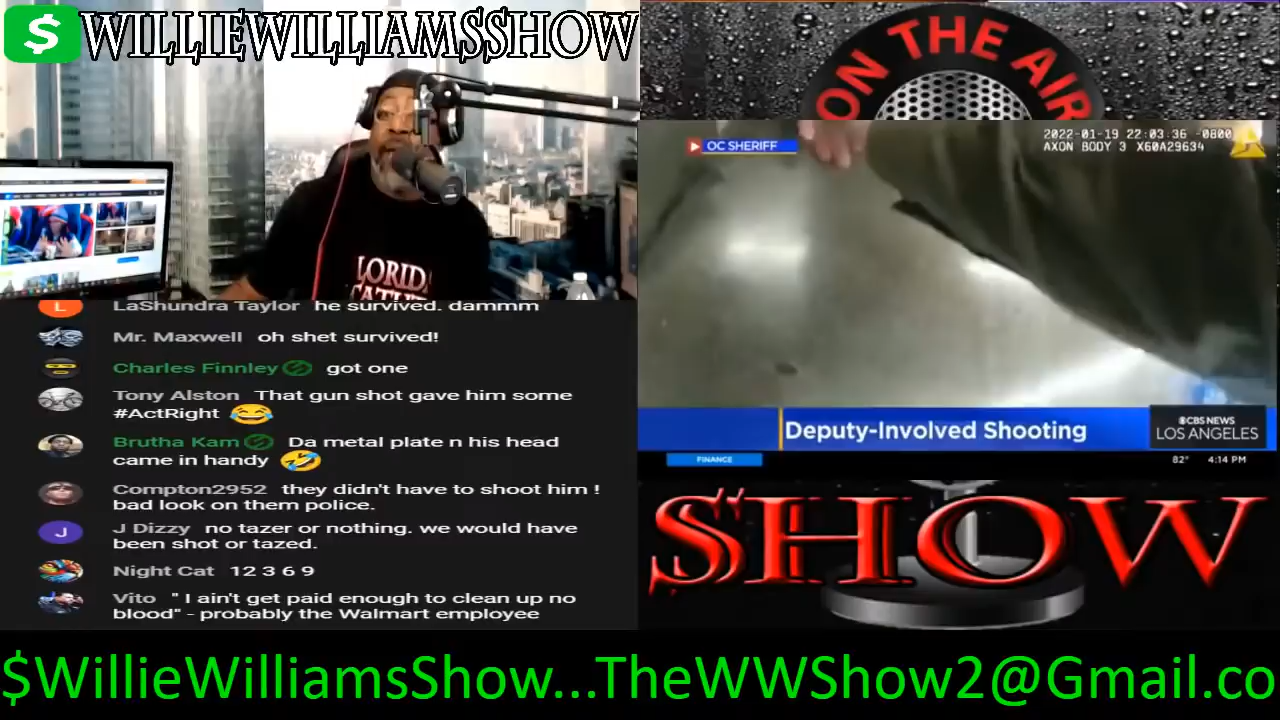 $ WILLIEWILLIAMSSHOW
ON THE AIR
OC SHERIFF
2022-01-19 22:03:36 -0800
AXON BODY 3 X60A29634
LORIDA
LaShundra Taylor he survived. dammm
Mr. Maxwell oh shet survived!
Charles Finnley got one
Tony Alston That gun shot gave him some
#ActRight 😂
Brutha Kam Da metal plate n his head
came in handy 🤣
Compton2952 they didn't have to shoot him !
bad look on them police.
J
J Dizzy no tazer or nothing. we would have
been shot or tazed.
Night Cat 12 3 6 9
Vito " I ain't get paid enough to clean up no
blood" - probably the Walmart employee
Deputy-Involved Shooting
CBS NEWS
LOS ANGELES
FINANCE
82° 4:14 PM
SHOW
$WillieWilliamsShow...TheWWShow2@Gmail.co